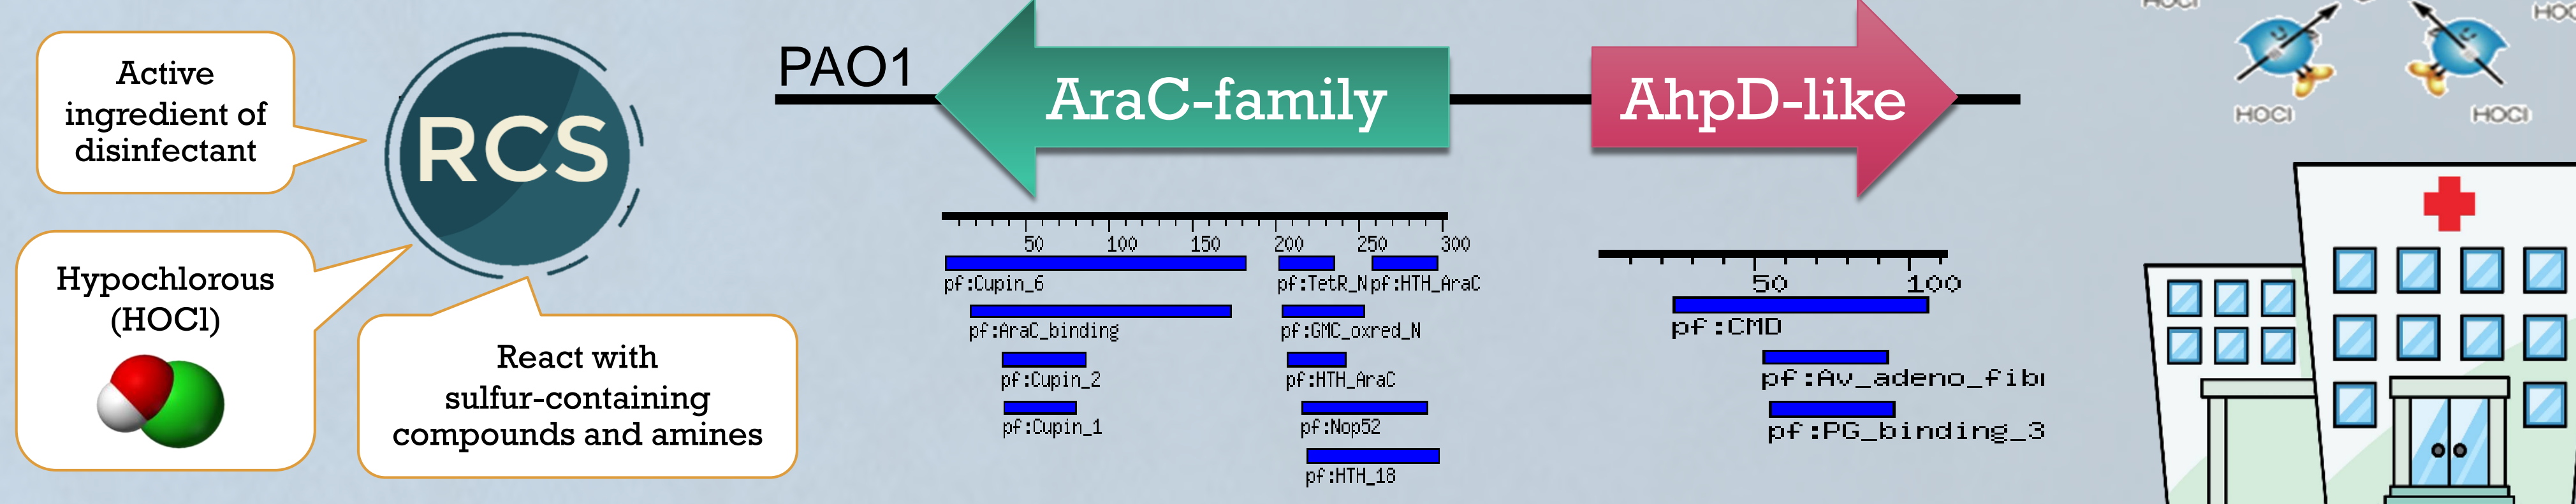 Active
ingredient of
disinfectant
RCS
Hypochlorous
(HOCl)
React with
sulfur-containing
compounds and amines
PAO1
AraC-family
AhpD-like
50 100 150 200 250 300
pf:Cupin_6
pf:TetR_N
pf:HTH_AraC
pf:AraC_binding
pf:GMC_oxred_N
pf:Cupin_2
pf:HTH_AraC
pf:Cupin_1
pf:Nop52
pf:HTH_18
50 100
pf:CMD
pf:Av_adeno_fib
pf:PG_binding_3
HOCl
HOCl